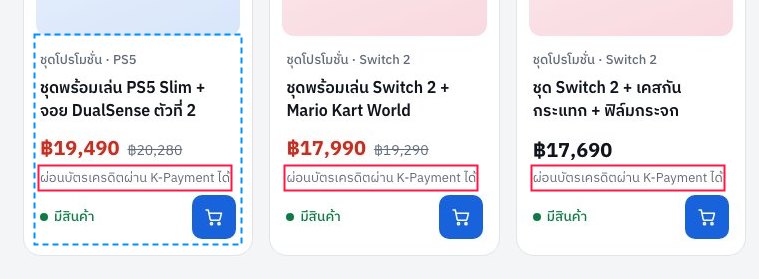 ชุดโปรโมชั่น · PS5
ชุดพร้อมเล่น PS5 Slim +
จอย DualSense ตัวที่ 2
฿19,490 ฿20,280
ผ่อนบัตรเครดิตผ่าน K-Payment ได้
มีสินค้า
ชุดโปรโมชั่น · Switch 2
ชุดพร้อมเล่น Switch 2 +
Mario Kart World
฿17,990 ฿19,290
ผ่อนบัตรเครดิตผ่าน K-Payment ได้
มีสินค้า
ชุดโปรโมชั่น · Switch 2
ชุด Switch 2 + เคสกัน
กระแทก + ฟิล์มกระจก
฿17,690
ผ่อนบัตรเครดิตผ่าน K-Payment ได้
มีสินค้า